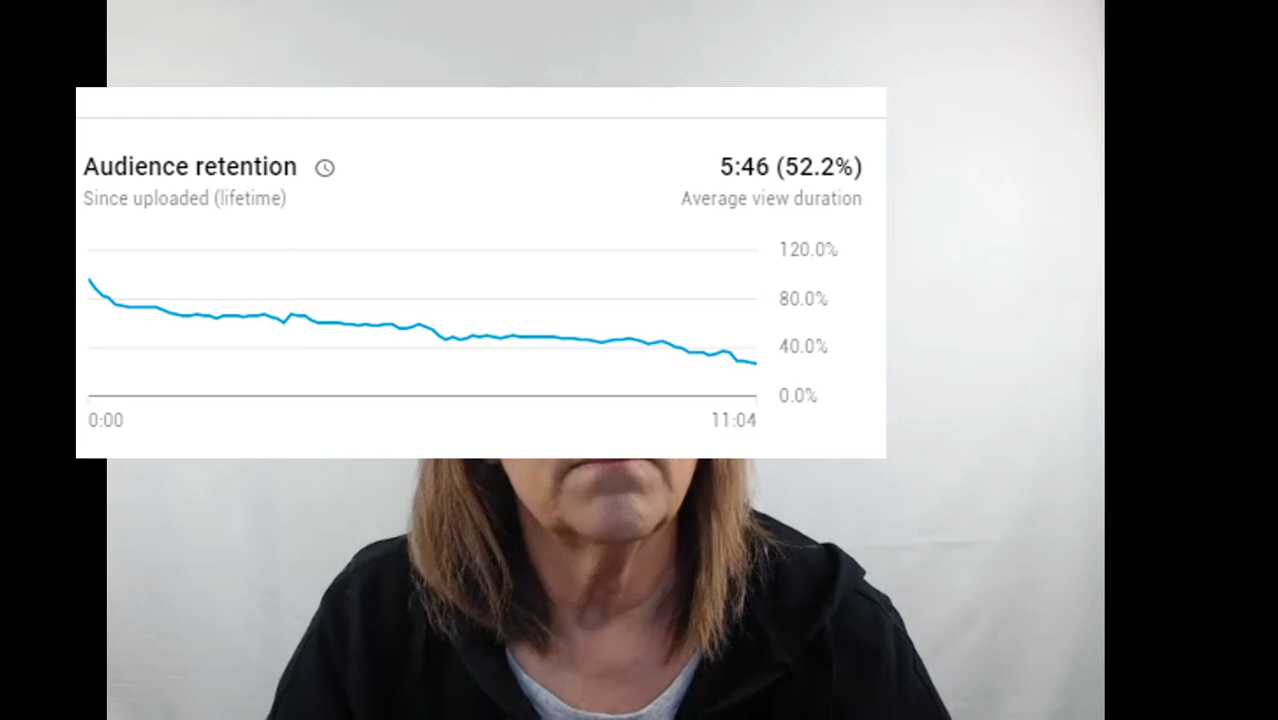 Audience retention
5:46 (52.2%)
Since uploaded (lifetime)
Average view duration
120.0%
80.0%
40.0%
0.0%
0:00
11:04